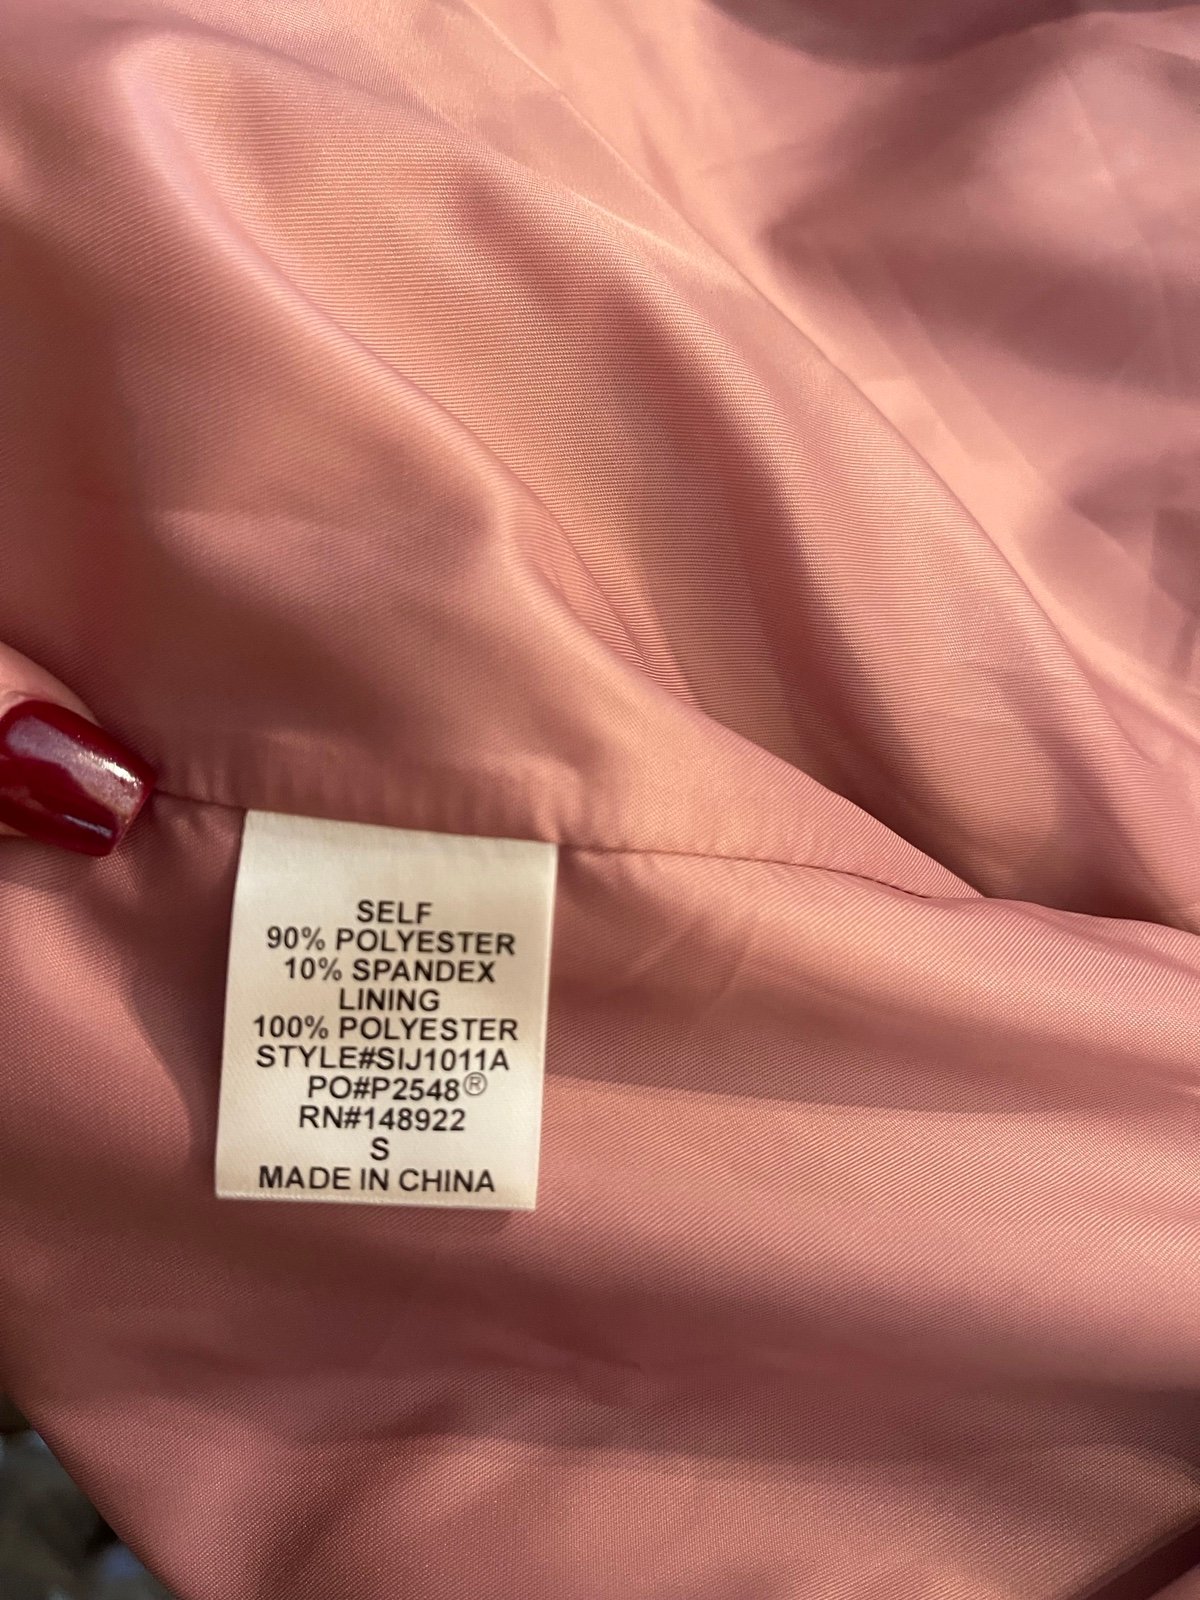 SELF
90% POLYESTER
10% SPANDEX
LINING
100% POLYESTER
STYLE#SIJ1011A
PO#P2548®
RN#148922
S
MADE IN CHINA